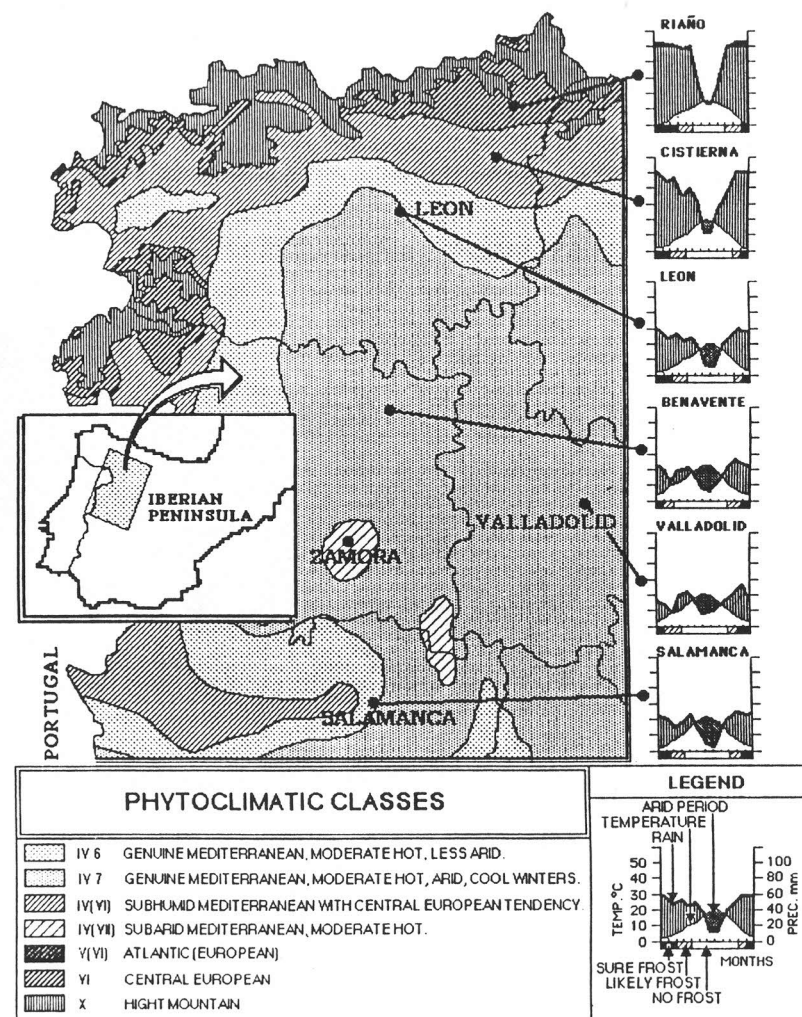 RIAÑO
CISTIERNA
LEON
LEON
BENAVENTE
IBERIAN
PENINSULA
VALLADOLID
ZAMORA
VALLADOLID
SALAMANCA
PORTUGAL
SALAMANCA
PHYTOCLIMATIC CLASSES
IV 6 GENUINE MEDITERRANEAN, MODERATE HOT, LESS ARID.
IV 7 GENUINE MEDITERRANEAN, MODERATE HOT, ARID, COOL WINTERS.
IV(VI) SUBHUMID MEDITERRANEAN WITH CENTRAL EUROPEAN TENDENCY.
IV(VII) SUBARID MEDITERRANEAN, MODERATE HOT.
V(VI) ATLANTIC (EUROPEAN)
VI CENTRAL EUROPEAN
X HIGHT MOUNTAIN
LEGEND
ARID PERIOD
TEMPERATURE
RAIN
TEMP. °C
50
40
30
20
10
0
100
80
60
40
20
0
PREC. mm
MONTHS
SURE FROST
LIKELY FROST
NO FROST